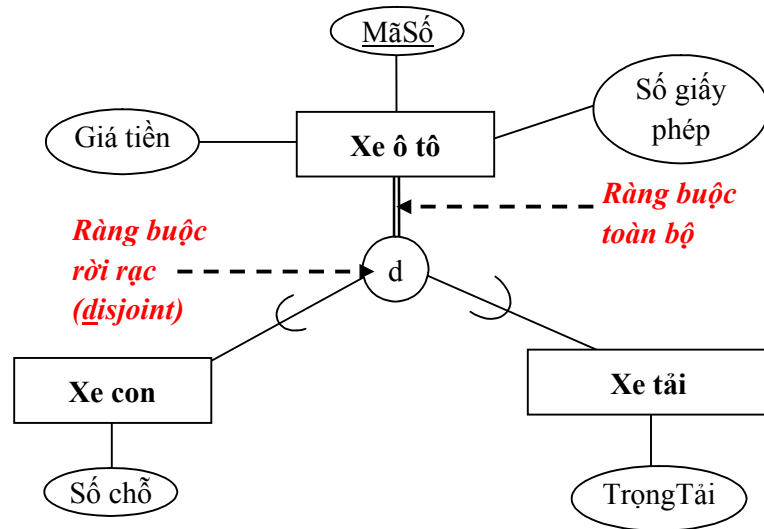 MãSố
Số giấy
phép
Giá tiền
Xe ô tô
Ràng buộc
toàn bộ
Ràng buộc
rời rạc
(disjoint)
d
Xe con
Xe tải
Số chỗ
TrọngTải